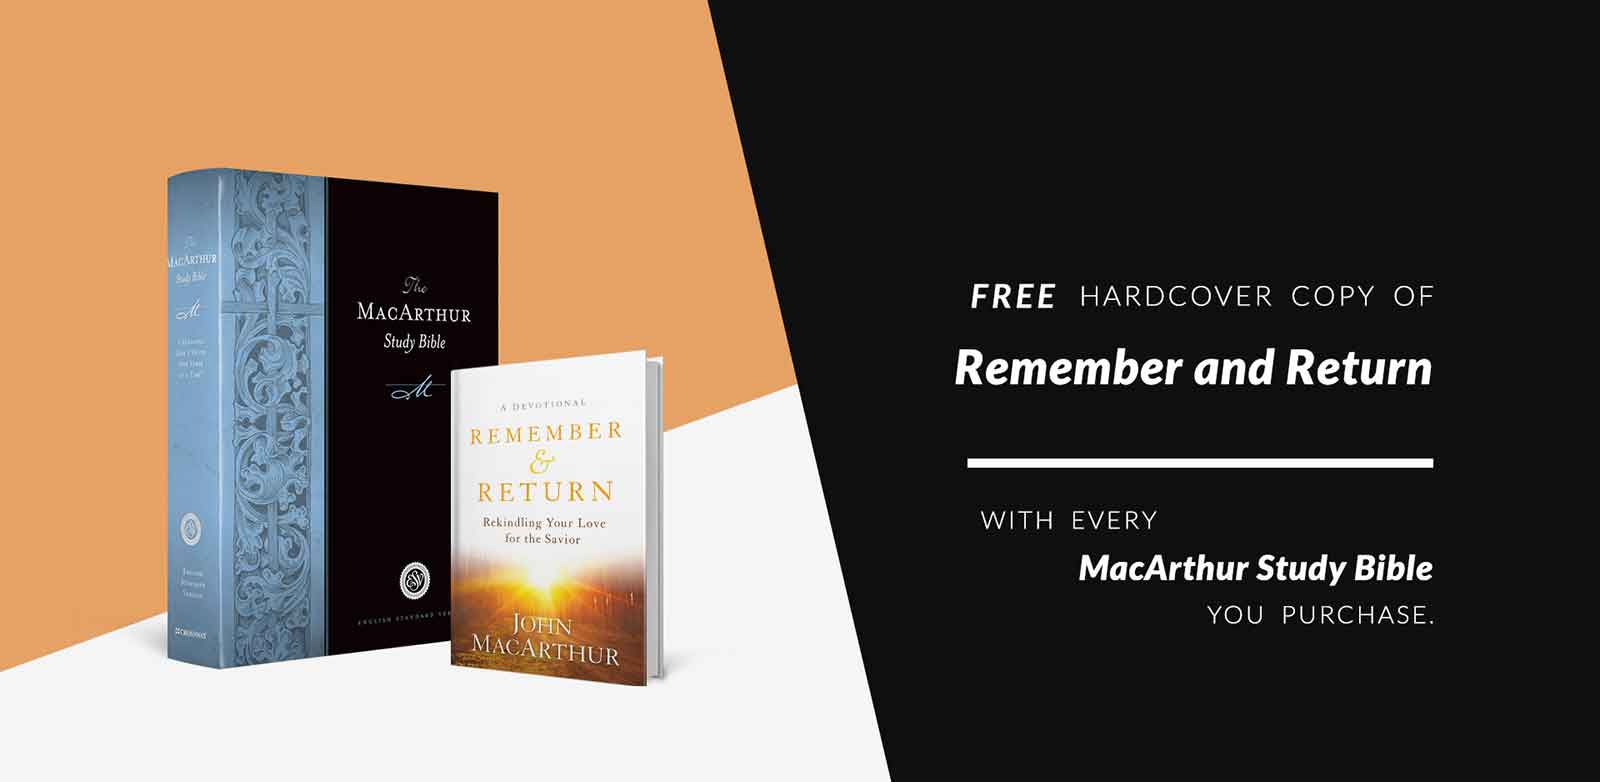 The
MacArthur
Study Bible
English
Standard
Version
CROSSWAY
The
MACARTHUR
Study Bible
M
ESV
A DEVOTIONAL
REMEMBER
&
RETURN
Rekindling Your Love
for the Savior
JOHN
MACARTHUR
FREE HARDCOVER COPY OF
Remember and Return
WITH EVERY
MacArthur Study Bible
YOU PURCHASE.